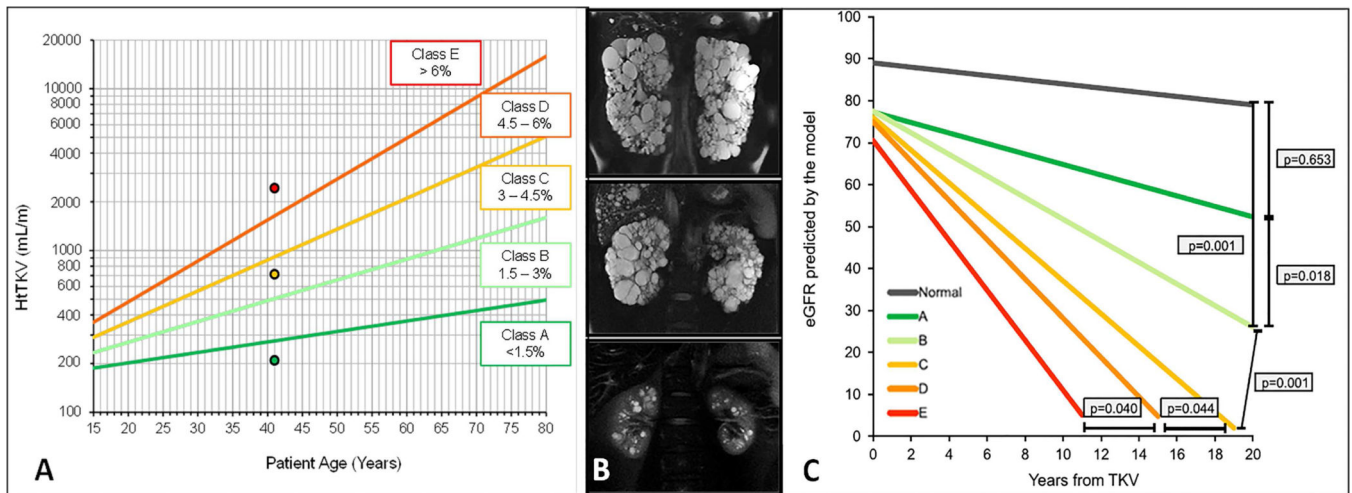 20000
10000
8000
6000
4000
2000
1000
800
600
400
200
100
HtTKV (mL/m)
15 20 25 30 35 40 45 50 55 60 65 70 75 80
Patient Age (Years)
Class E
> 6%
Class D
4.5 – 6%
Class C
3 – 4.5%
Class B
1.5 – 3%
Class A
<1.5%
A
B
100
90
80
70
60
50
40
30
20
10
0
eGFR predicted by the model
Normal
A
B
C
D
E
p=0.653
p=0.001
p=0.018
p=0.001
p=0.040
p=0.044
0 2 4 6 8 10 12 14 16 18 20
Years from TKV
C